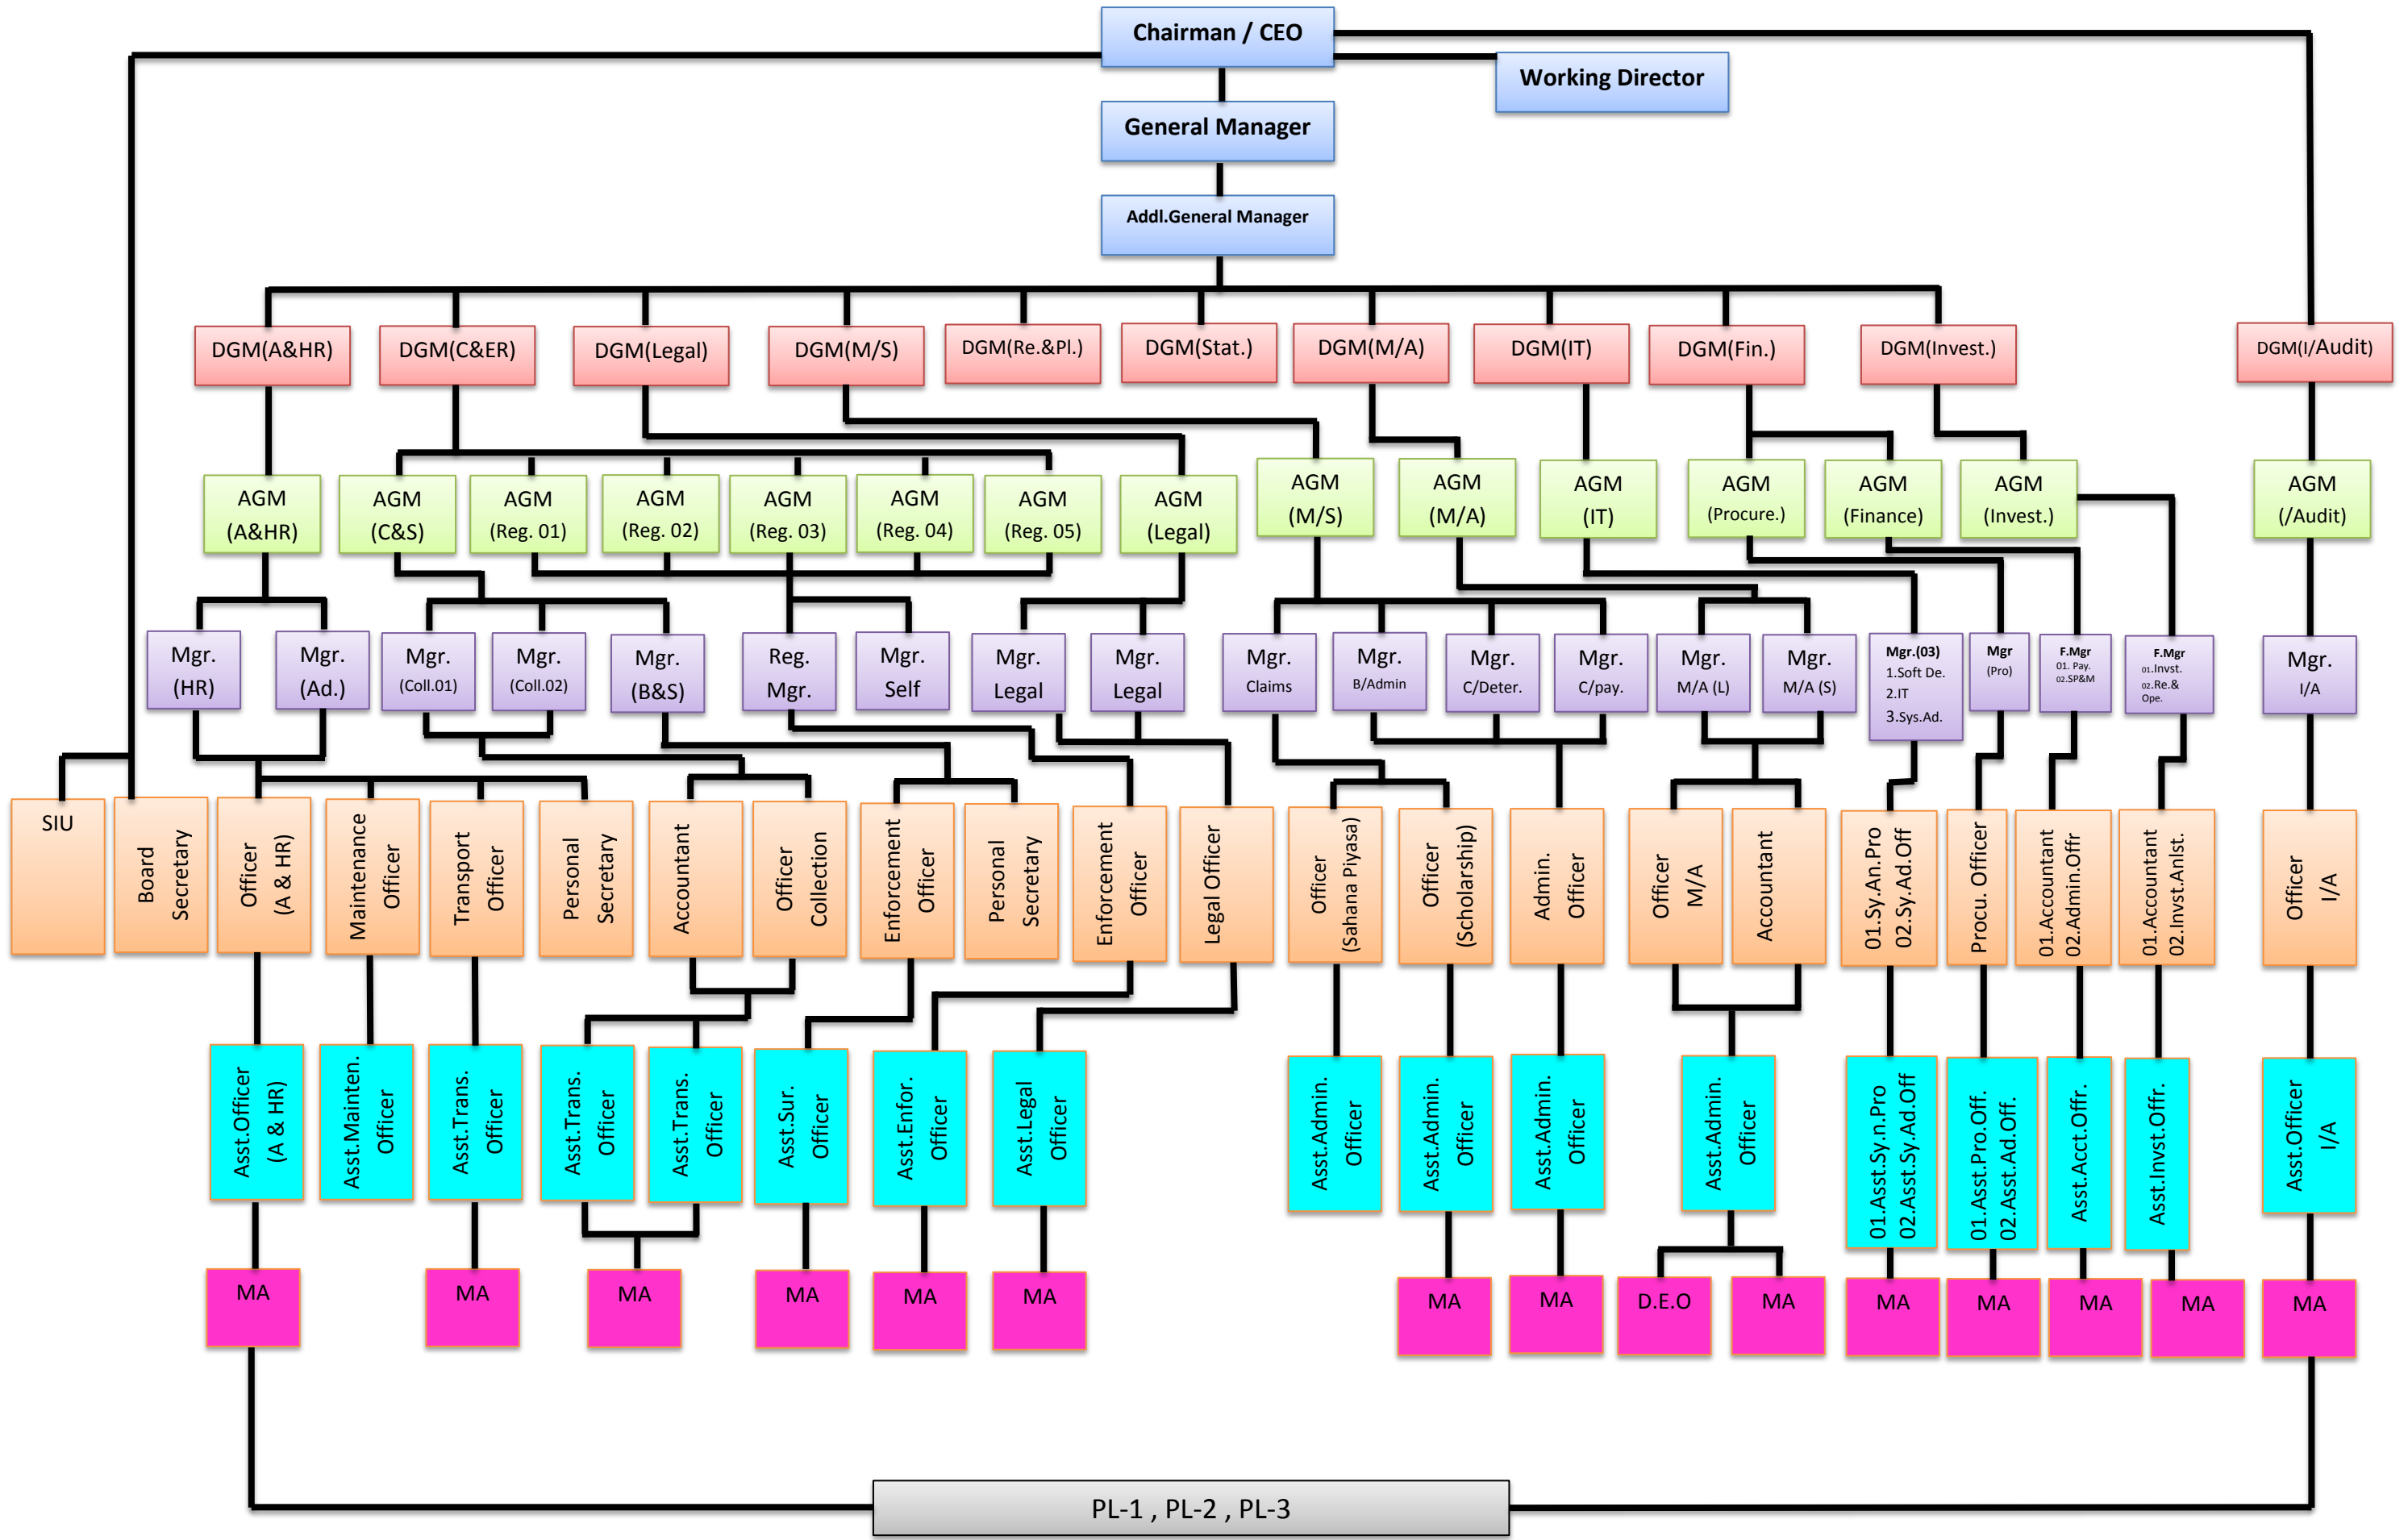 Chairman / CEO
Working Director
General Manager
Addl.General Manager
DGM(A&HR)
DGM(C&ER)
DGM(Legal)
DGM(M/S)
DGM(Re.&Pl.)
DGM(Stat.)
DGM(M/A)
DGM(IT)
DGM(Fin.)
DGM(Invest.)
DGM(I/Audit)
AGM
(A&HR)
AGM
(C&S)
AGM
(Reg. 01)
AGM
(Reg. 02)
AGM
(Reg. 03)
AGM
(Reg. 04)
AGM
(Reg. 05)
AGM
(Legal)
AGM
(M/S)
AGM
(M/A)
AGM
(IT)
AGM
(Procure.)
AGM
(Finance)
AGM
(Invest.)
AGM
(/Audit)
Mgr.
(HR)
Mgr.
(Ad.)
Mgr.
(Coll.01)
Mgr.
(Coll.02)
Mgr.
(B&S)
Reg.
Mgr.
Mgr.
Self
Mgr.
Legal
Mgr.
Legal
Mgr.
Claims
Mgr.
B/Admin
Mgr.
C/Deter.
Mgr.
C/pay.
Mgr.
M/A (L)
Mgr.
M/A (S)
Mgr.(03)
1.Soft De.
2.IT
3.Sys.Ad.
Mgr
(Pro)
F.Mgr
01. Pay.
02.SP&M
F.Mgr
01.Invst.
02.Re.&
Ope.
Mgr.
I/A
SIU
Board
Secretary
Officer
(A & HR)
Maintenance
Officer
Transport
Officer
Personal
Secretary
Accountant
Officer
Collection
Enforcement
Officer
Personal
Secretary
Enforcement
Officer
Legal Officer
Officer
(Sahana Piyasa)
Officer
(Scholarship)
Admin.
Officer
Officer
M/A
Accountant
01.Sy.An.Pro
02.Sy.Ad.Off
Procu. Officer
01.Accountant
02.Admin.Offr
01.Accountant
02.Invst.Anlst.
Officer
I/A
Asst.Officer
(A & HR)
Asst.Mainten.
Officer
Asst.Trans.
Officer
Asst.Trans.
Officer
Asst.Trans.
Officer
Asst.Sur.
Officer
Asst.Enfor.
Officer
Asst.Legal
Officer
Asst.Admin.
Officer
Asst.Admin.
Officer
Asst.Admin.
Officer
Asst.Admin.
Officer
01.Asst.Sy.n.Pro
02.Asst.Sy.Ad.Off
01.Asst.Pro.Off.
02.Asst.Ad.Off.
Asst.Acct.Offr.
Asst.Invst.Offr.
Asst.Officer
I/A
MA
MA
MA
MA
MA
MA
MA
MA
D.E.O
MA
MA
MA
MA
MA
MA
PL-1 , PL-2 , PL-3